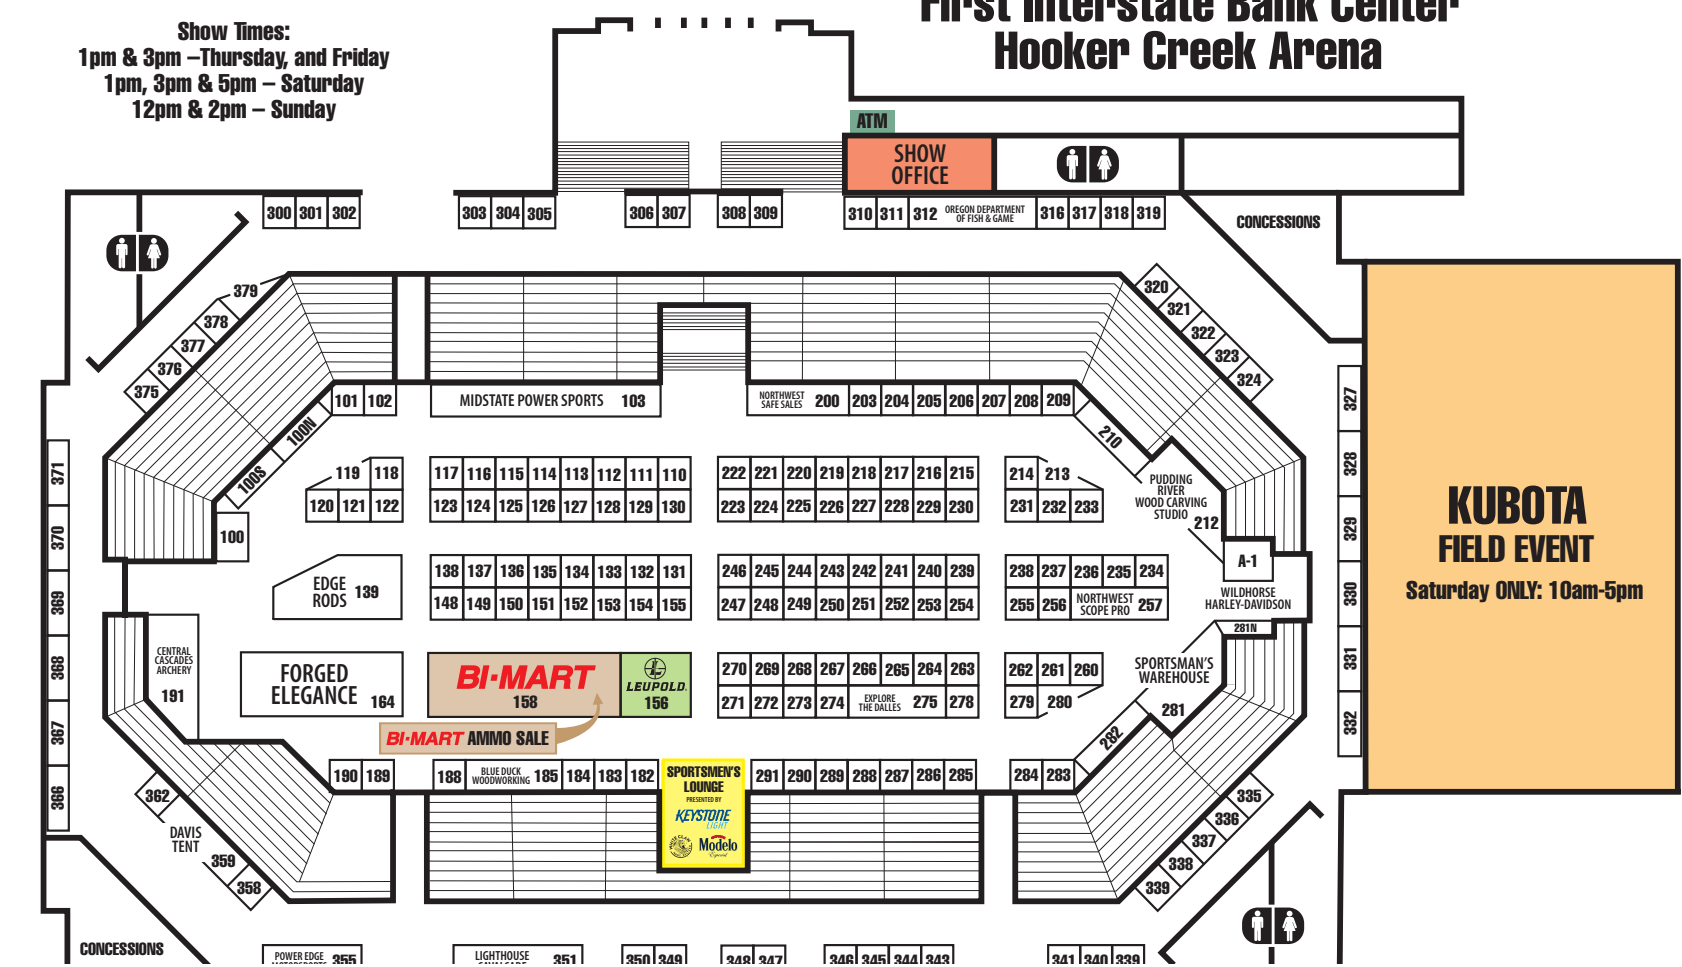 First Interstate Bank Center
Hooker Creek Arena
Show Times:
1pm & 3pm –Thursday, and Friday
1pm, 3pm & 5pm – Saturday
12pm & 2pm – Sunday
ATM
SHOW
OFFICE
300 301 302
303 304 305
306 307
308 309
310 311 312
OREGON DEPARTMENT
OF FISH & GAME
316 317 318 319
CONCESSIONS
379
378
377
376
375
320
321
322
323
324
327
328
329
330
331
332
KUBOTA
FIELD EVENT
Saturday ONLY: 10am-5pm
371
370
369
368
367
366
101 102
100N
100S
100
MIDSTATE POWER SPORTS 103
NORTHWEST
SAFE SALES
200 203 204 205 206 207 208 209
210
119 118
120 121 122
117 116 115 114 113 112 111 110
123 124 125 126 127 128 129 130
222 221 220 219 218 217 216 215
223 224 225 226 227 228 229 230
214 213
231 232 233
PUDDING
RIVER
WOOD CARVING
STUDIO
212
A-1
WILDHORSE
HARLEY-DAVIDSON
281N
EDGE
RODS
139
138 137 136 135 134 133 132 131
148 149 150 151 152 153 154 155
246 245 244 243 242 241 240 239
247 248 249 250 251 252 253 254
238 237 236 235 234
255 256
NORTHWEST
SCOPE PRO
257
CENTRAL
CASCADES
ARCHERY
191
FORGED
ELEGANCE 164
BI-MART
158
LEUPOLD
156
BI-MART AMMO SALE
270 269 268 267 266 265 264 263
271 272 273 274
EXPLORE
THE DALLES
275 278
262 261 260
279 280
SPORTSMAN'S
WAREHOUSE
281
282
190 189
188
BLUE DUCK
WOODWORKING
185 184 183 182
SPORTSMEN'S
LOUNGE
PRESENTED BY
KEYSTONE
LIGHT
Modelo
Especial
291 290 289 288 287 286 285
284 283
362
DAVIS
TENT
359
358
335
336
337
338
339
CONCESSIONS
POWER EDGE
355
LIGHTHOUSE
351
350 349
348 347
346 345 344 343
341 340 339